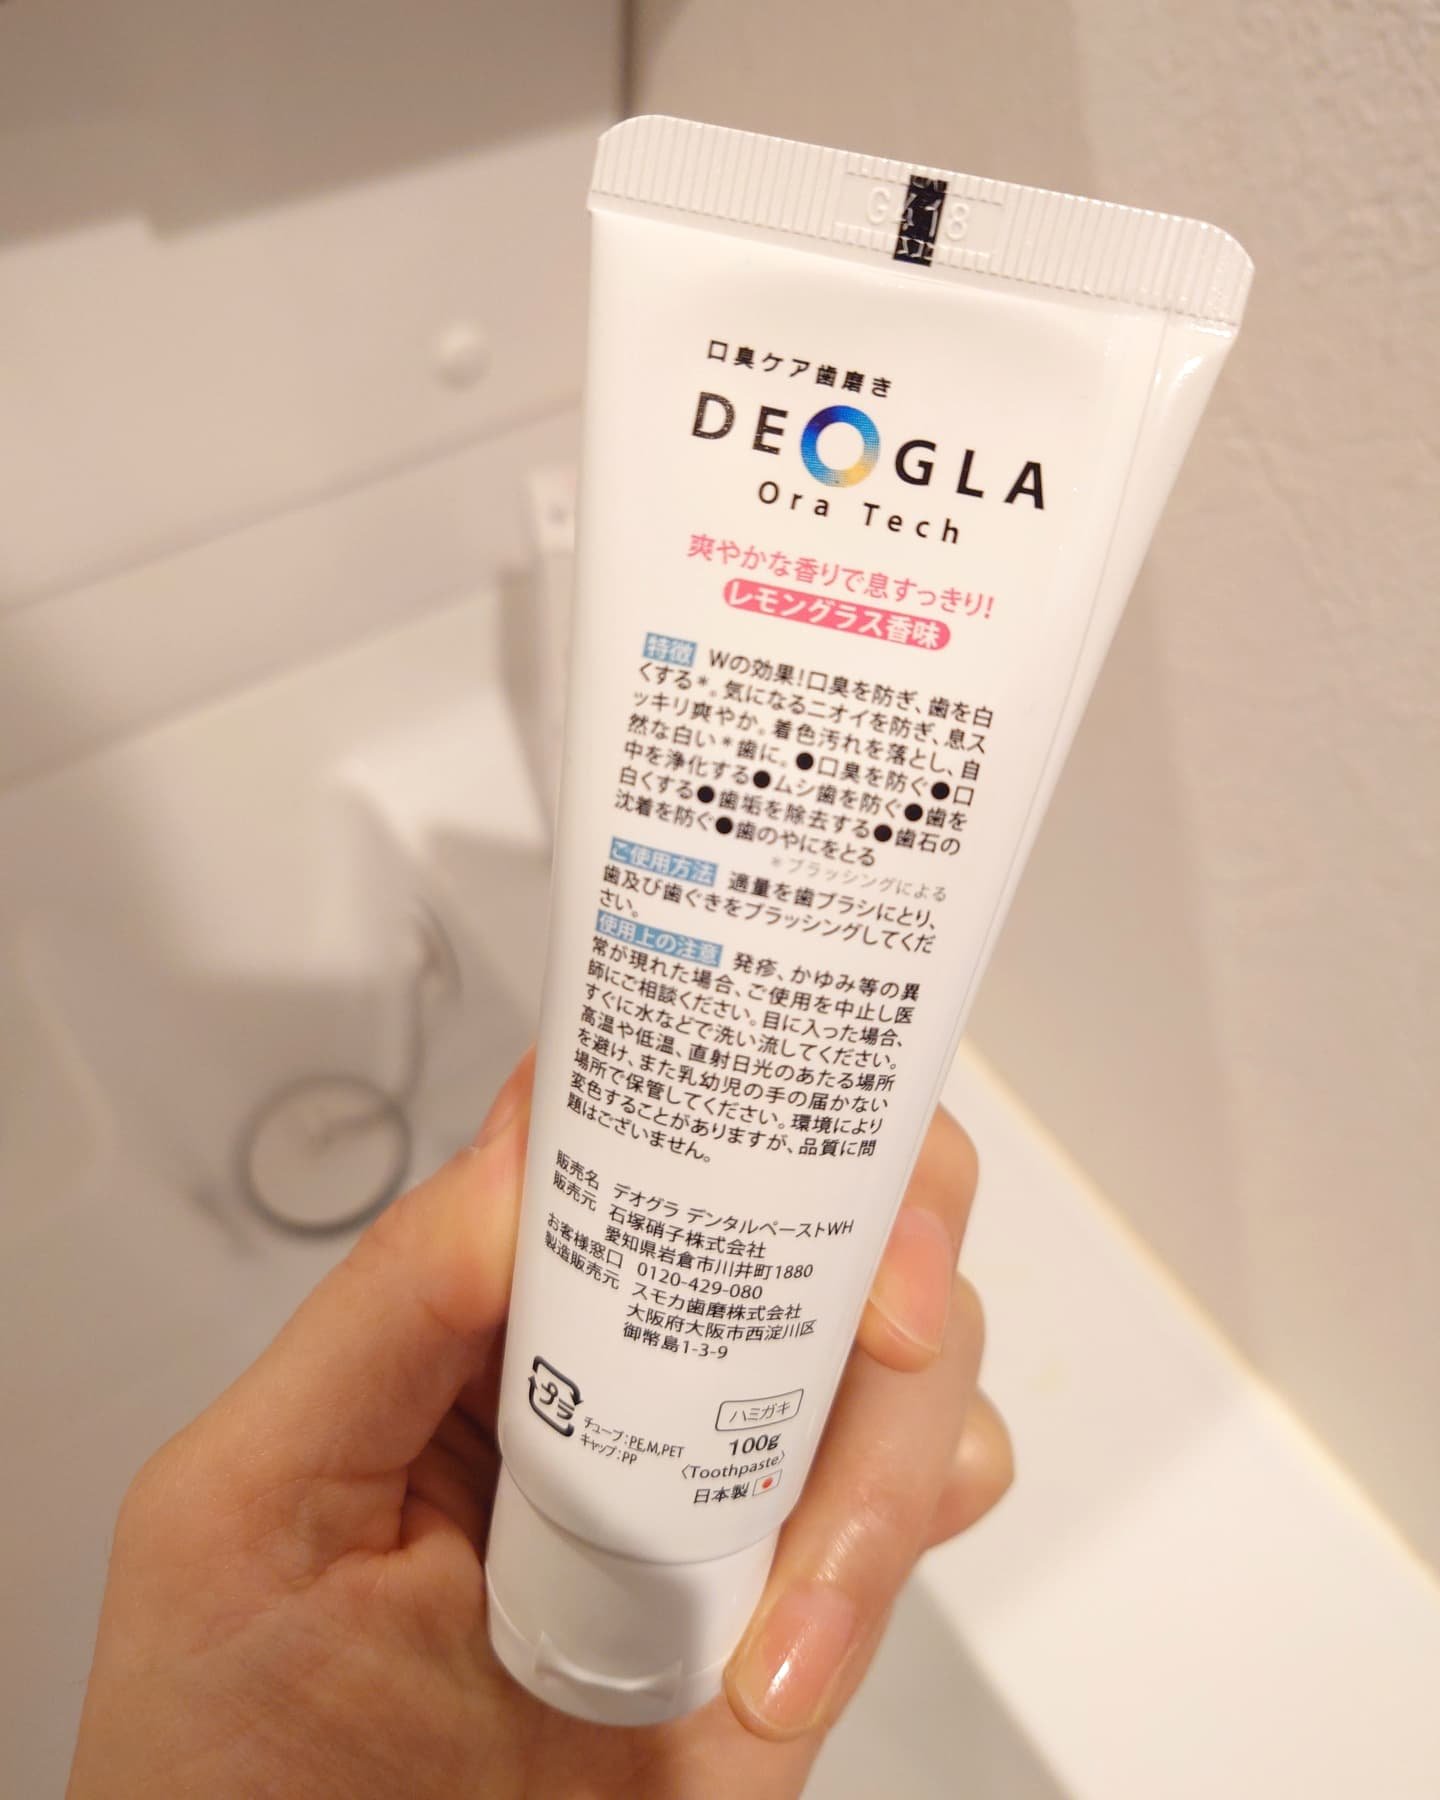 G418
口臭ケア歯磨き
DEOGLA
Ora Tech
爽やかな香りで息すっきり!
レモングラス香味
特徴 Wの効果!口臭を防ぎ、歯を白
くする*。気になるニオイを防ぎ、息ス
ッキリ爽やか。着色汚れを落とし、自
然な白い*歯に。●口臭を防ぐ●口
中を浄化する●ムシ歯を防ぐ●歯を
白くする●歯垢を除去する●歯石の
沈着を防ぐ●歯のやにをとる
*ブラッシングによる
ご使用方法 適量を歯ブラシにとり、
歯及び歯ぐきをブラッシングしてくだ
さい。
使用上の注意 発疹、かゆみ等の異
常が現れた場合、ご使用を中止し医
師にご相談ください。目に入った場合、
すぐに水などで洗い流してください。
高温や低温、直射日光のあたる場所
を避け、また乳幼児の手の届かない
場所で保管してください。環境により
変色することがありますが、品質に問
題はございません。
販売名 デオグラ デンタルペーストWH
販売元 石塚硝子株式会社
愛知県岩倉市川井町1880
お客様窓口 0120-429-080
製造販売元 スモカ歯磨株式会社
大阪府大阪市西淀川区
御幣島1-3-9
プラ
チューブ:PE,M,PET
キャップ:PP
ハミガキ
100g
〈Toothpaste〉
日本製